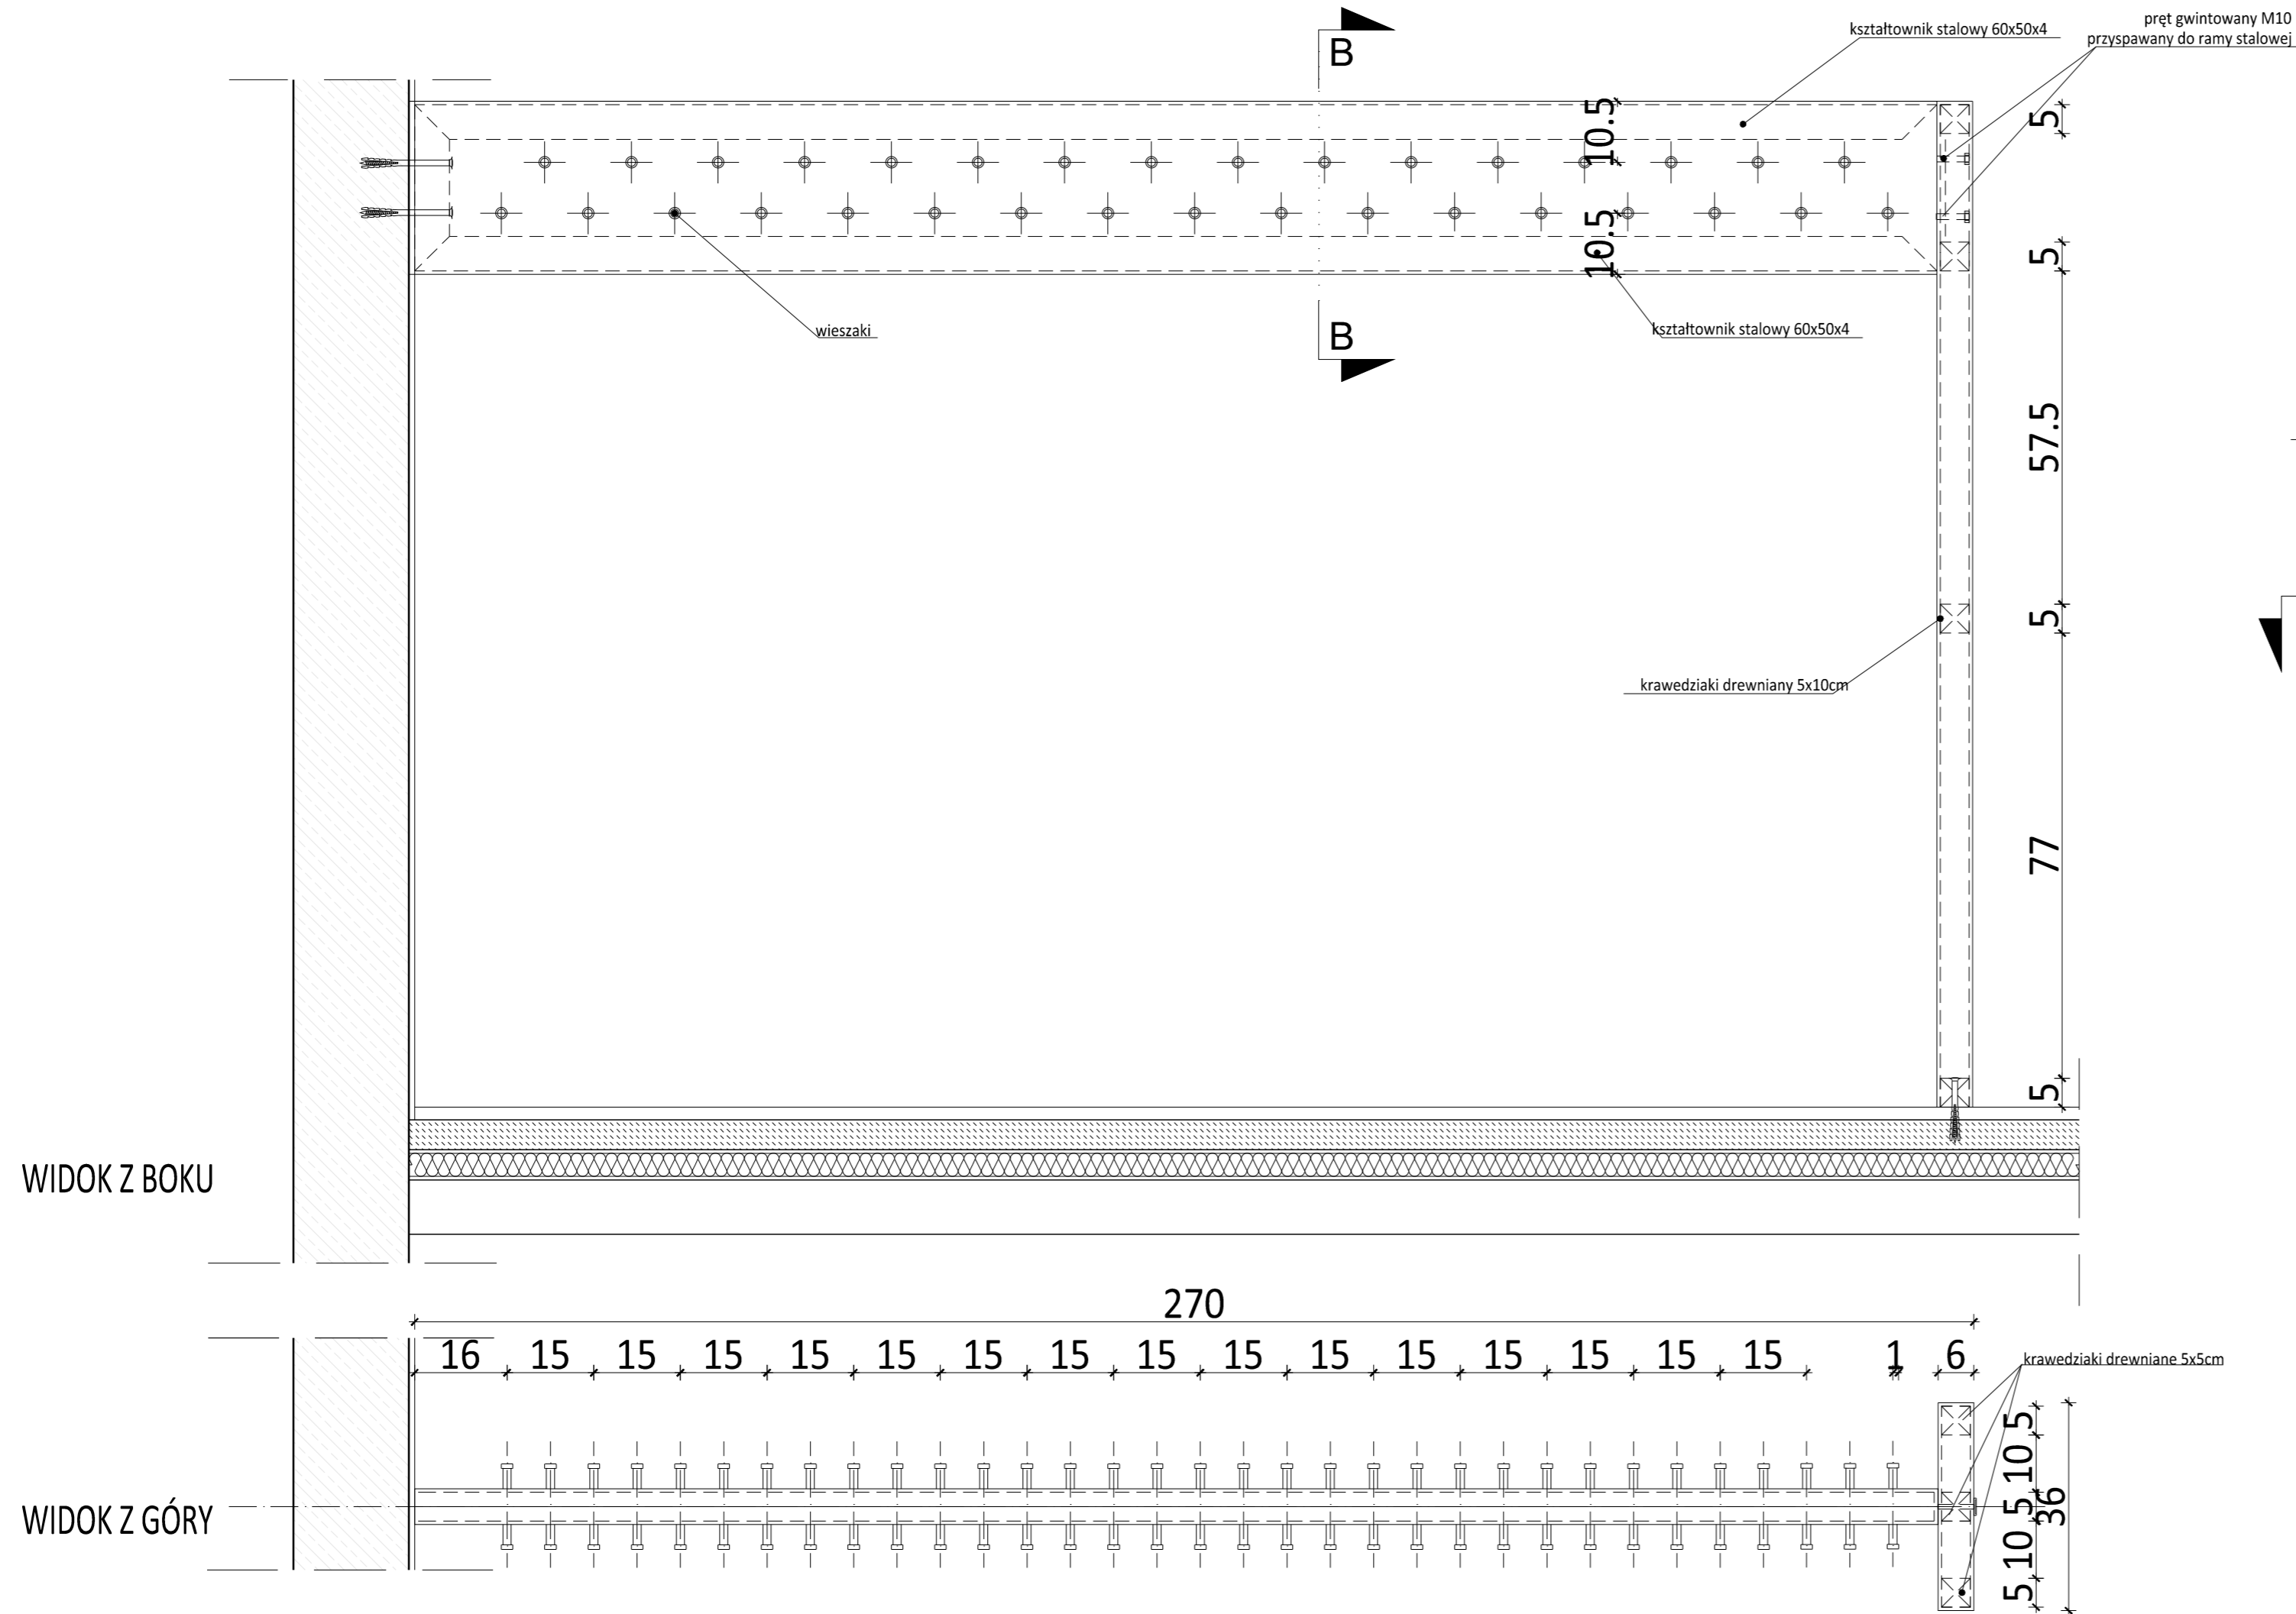 B
kształtownik stalowy 60x50x4
pręt gwintowany M10
przyspawany do ramy stalowej
10.5
5
10.5
5
wieszaki
B
kształtownik stalowy 60x50x4
57.5
5
krawedziaki drewniany 5x10cm
77
5
WIDOK Z BOKU
270
16 15 15 15 15 15 15 15 15 15 15 15 15 15 15 15 1 6
krawedziaki drewniane 5x5cm
5
10
5
36
10
5
WIDOK Z GÓRY